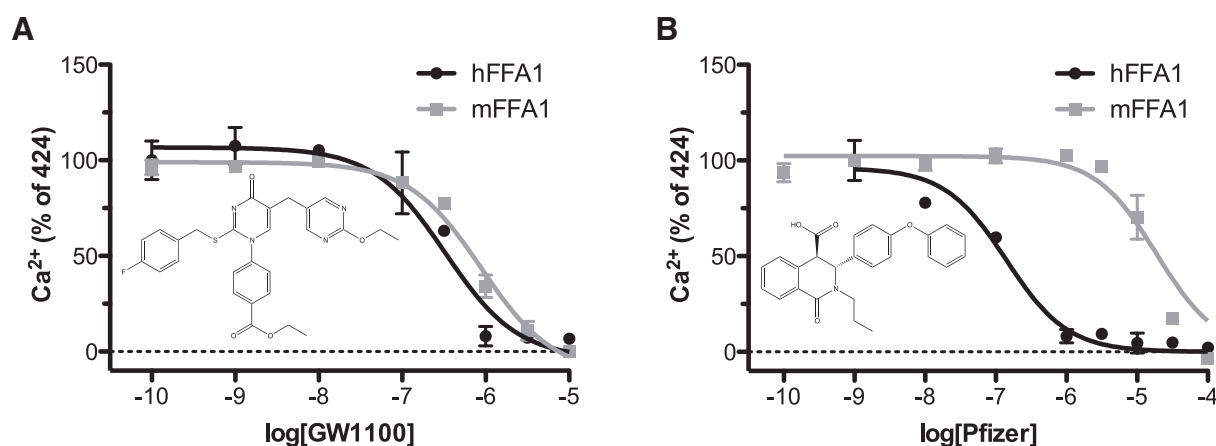 A
150
100
50
0
Ca²⁺ (% of 424)
hFFA1
mFFA1
O
N
N
S
N
N
O
F
O
O
-10 -9 -8 -7 -6 -5
log[GW1100]
B
150
100
50
0
Ca²⁺ (% of 424)
hFFA1
mFFA1
HO
O
O
N
O
-10 -9 -8 -7 -6 -5 -4
log[Pfizer]